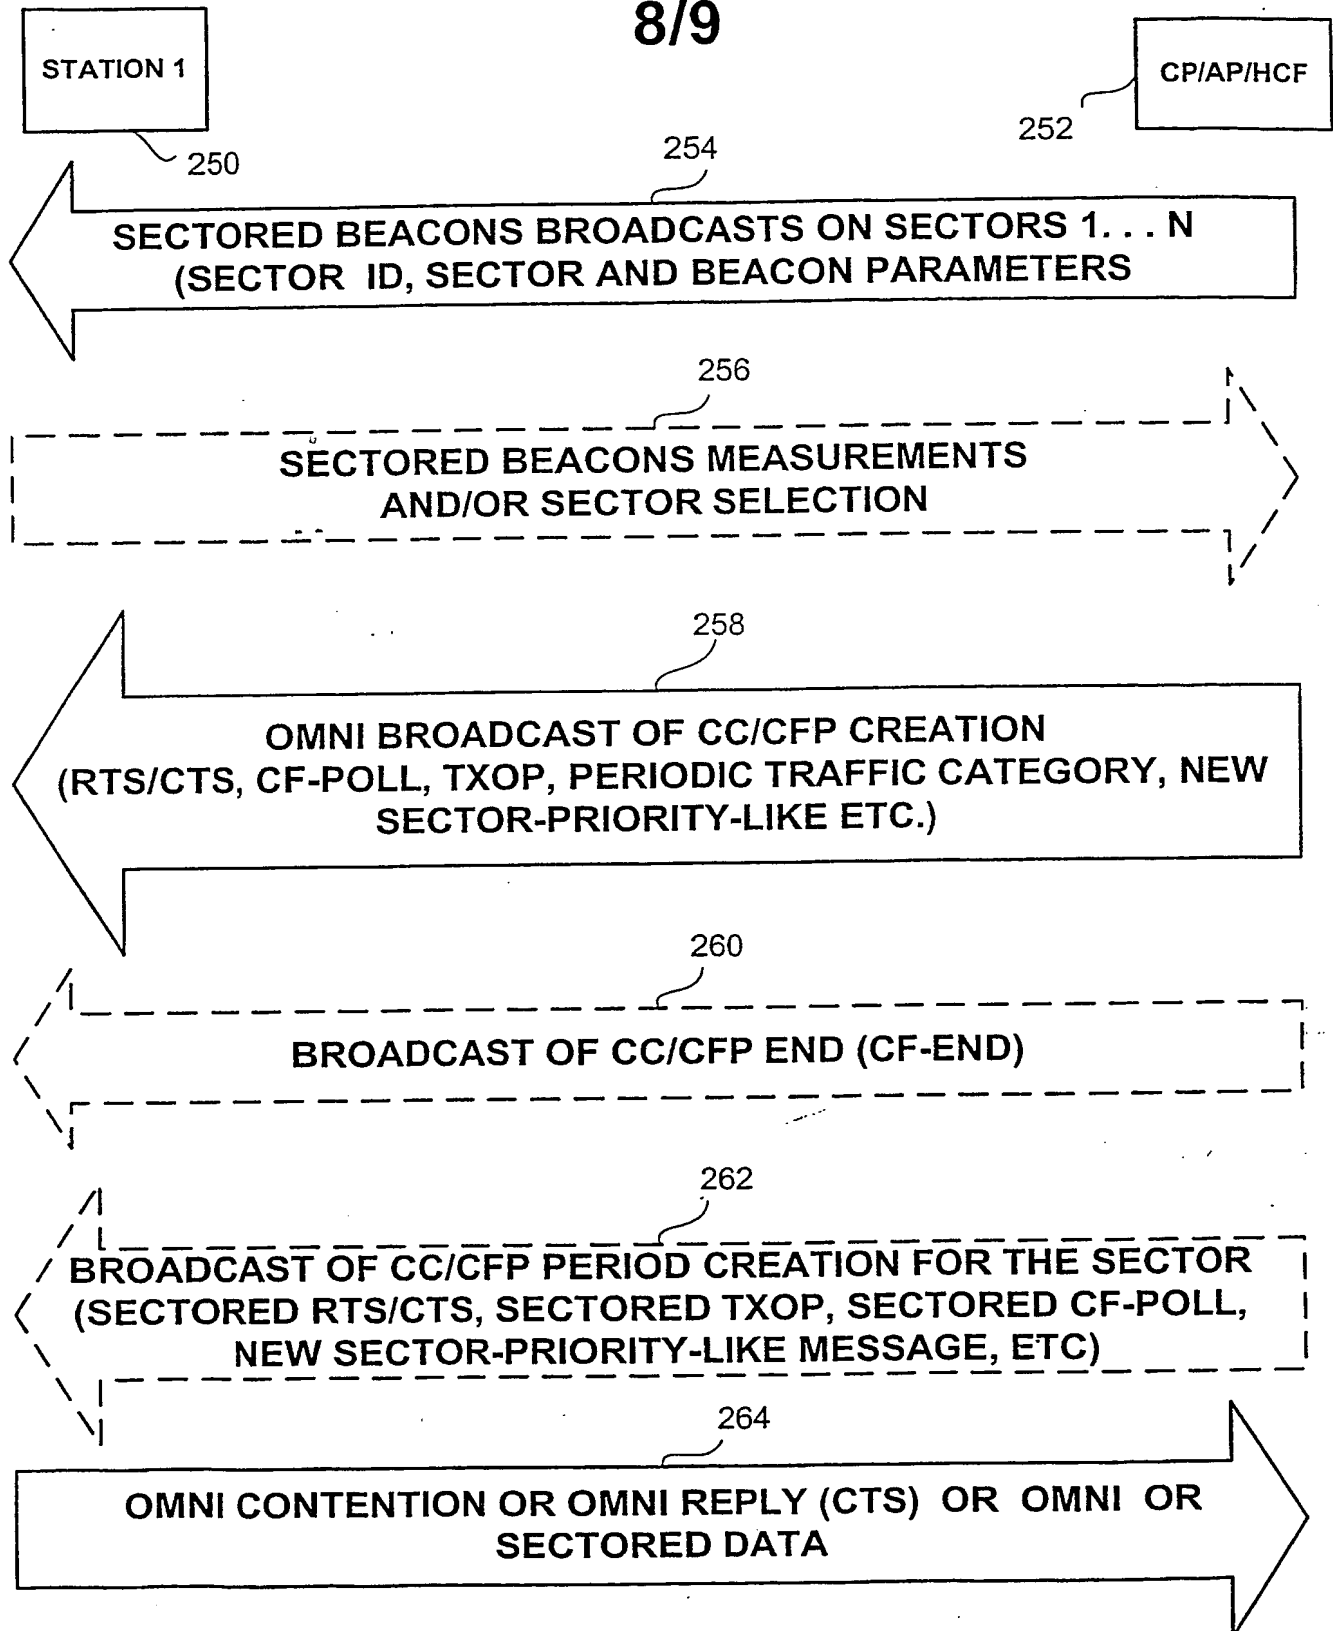 8/9
STATION 1
CP/AP/HCF
250
252
254
SECTORED BEACONS BROADCASTS ON SECTORS 1. . . N
(SECTOR ID, SECTOR AND BEACON PARAMETERS
256
SECTORED BEACONS MEASUREMENTS
AND/OR SECTOR SELECTION
258
OMNI BROADCAST OF CC/CFP CREATION
(RTS/CTS, CF-POLL, TXOP, PERIODIC TRAFFIC CATEGORY, NEW
SECTOR-PRIORITY-LIKE ETC.)
260
BROADCAST OF CC/CFP END (CF-END)
262
BROADCAST OF CC/CFP PERIOD CREATION FOR THE SECTOR
(SECTORED RTS/CTS, SECTORED TXOP, SECTORED CF-POLL,
NEW SECTOR-PRIORITY-LIKE MESSAGE, ETC)
264
OMNI CONTENTION OR OMNI REPLY (CTS) OR OMNI OR
SECTORED DATA